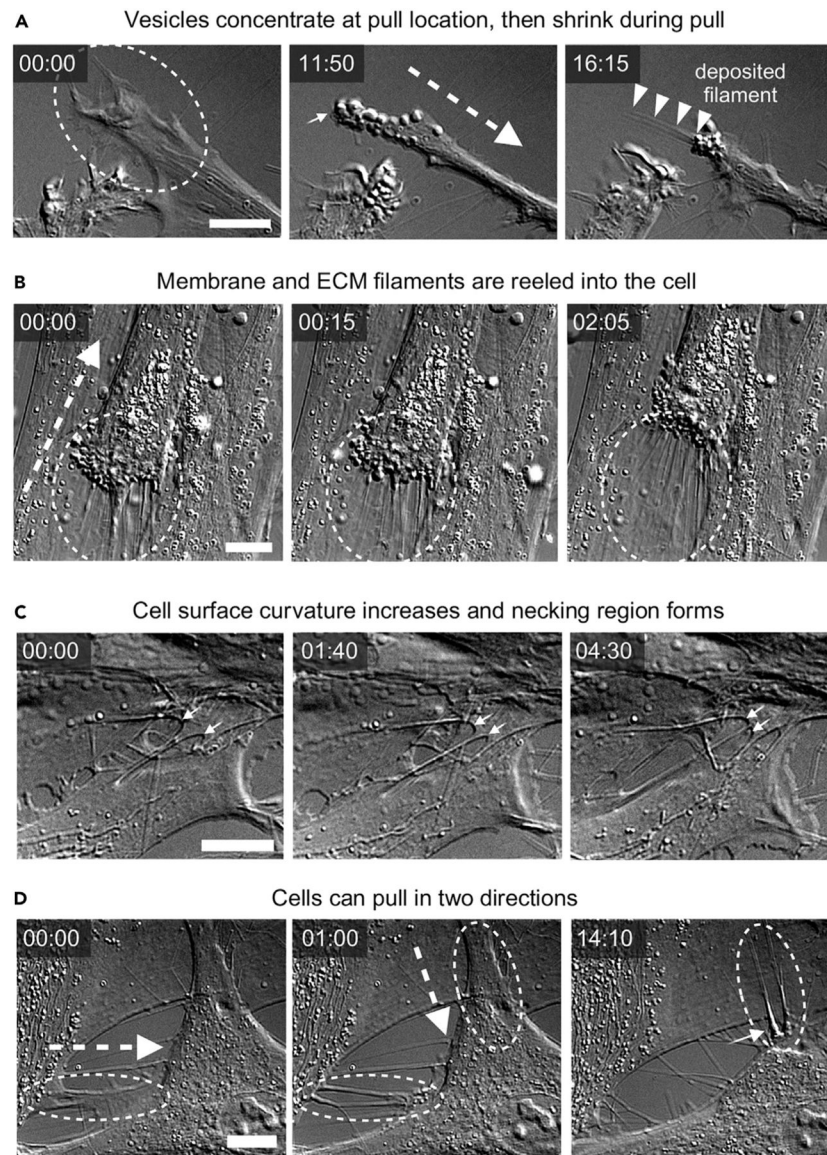 A
Vesicles concentrate at pull location, then shrink during pull
00:00
11:50
16:15
deposited
filament
B
Membrane and ECM filaments are reeled into the cell
00:00
00:15
02:05
C
Cell surface curvature increases and necking region forms
00:00
01:40
04:30
D
Cells can pull in two directions
00:00
01:00
14:10